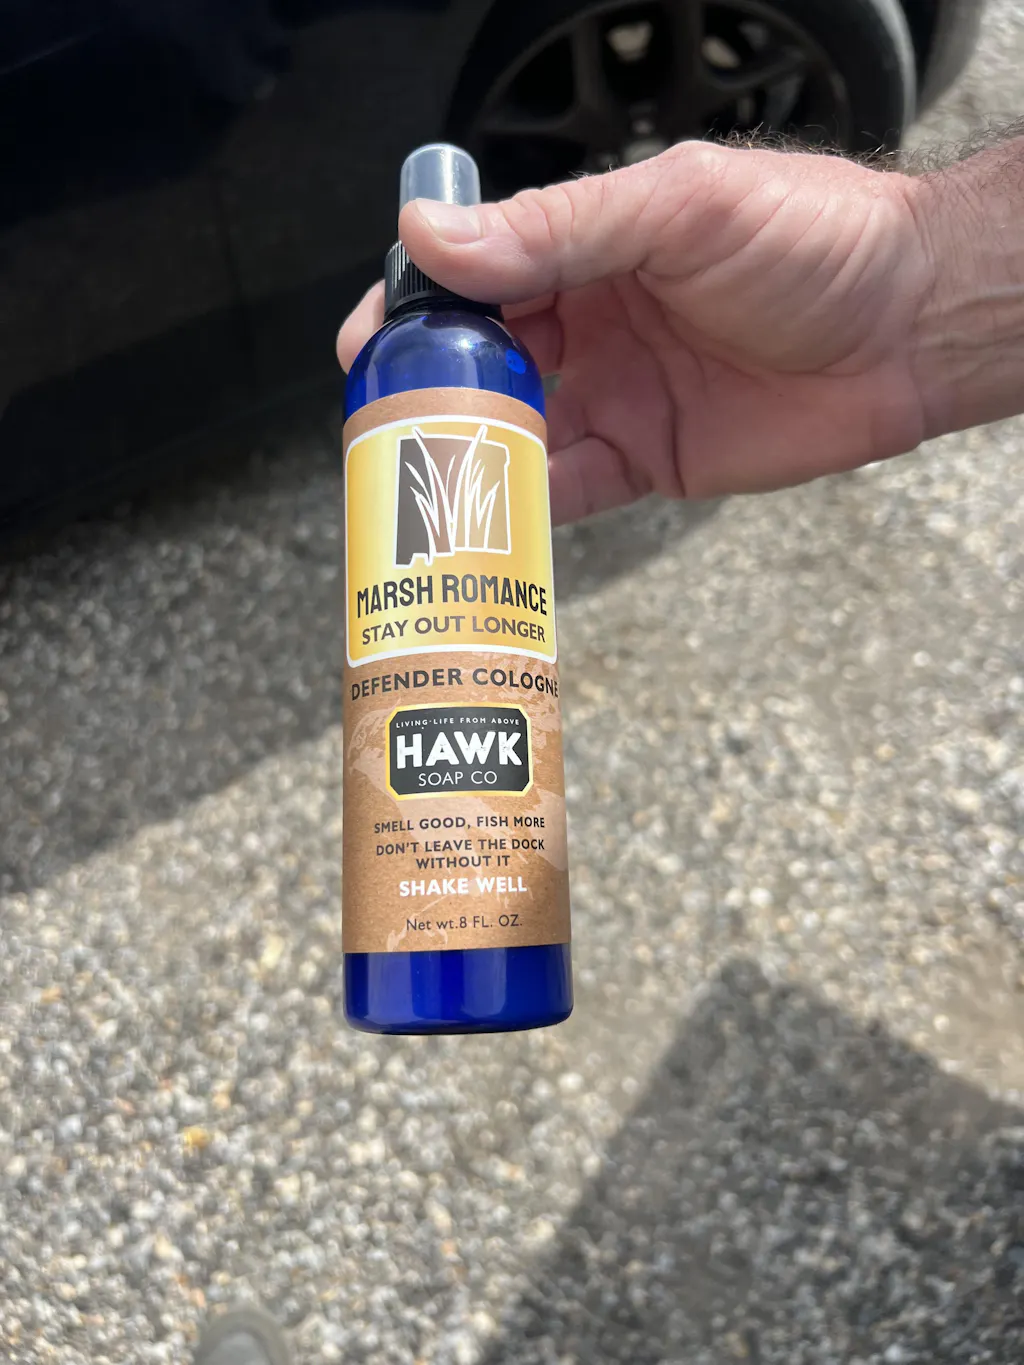 MARSH ROMANCE
STAY OUT LONGER
DEFENDER COLOGNE
LIVING·LIFE FROM ABOVE
HAWK
SOAP CO
SMELL GOOD, FISH MORE
DON'T LEAVE THE DOCK
WITHOUT IT
SHAKE WELL
Net wt.8 FL. OZ.